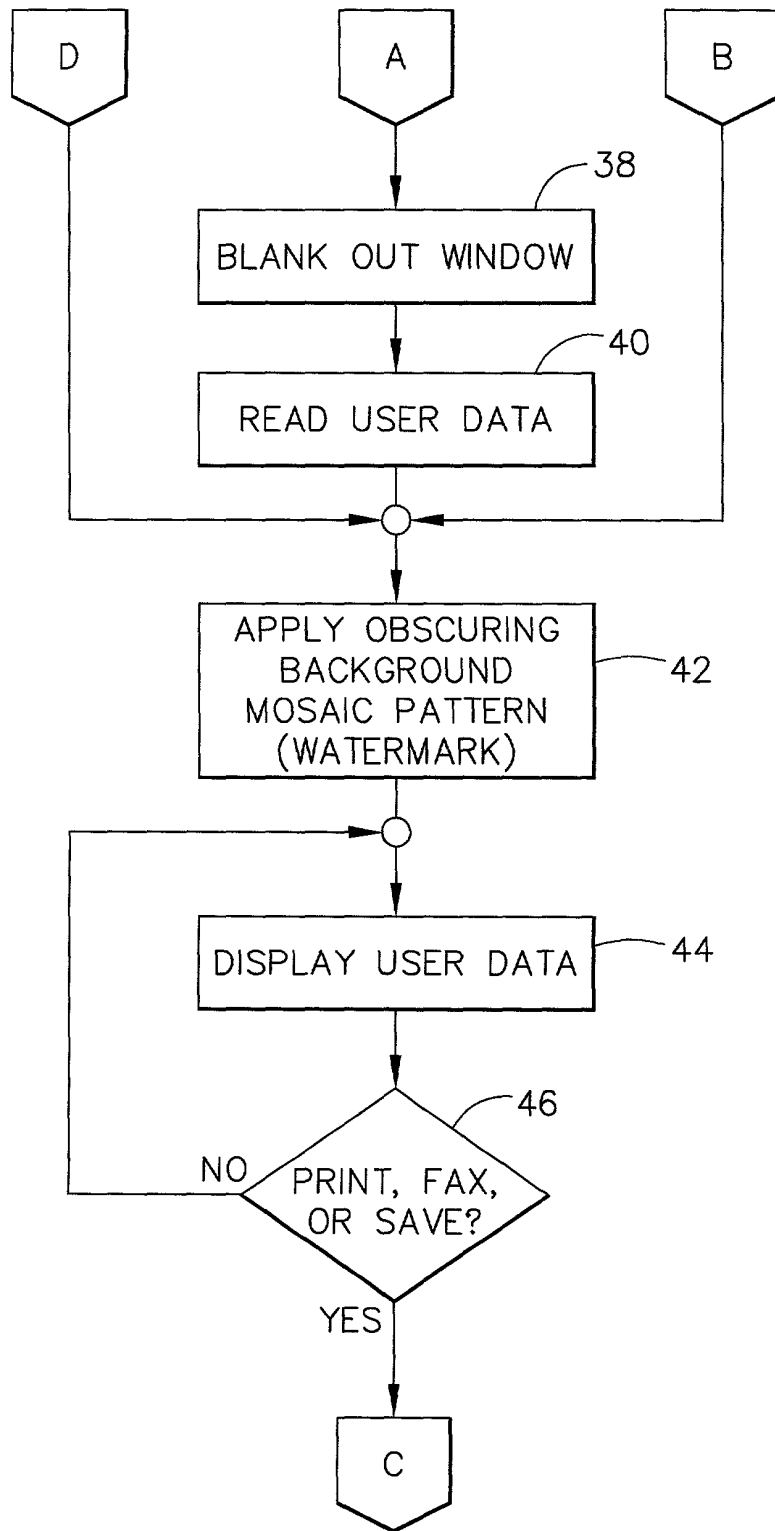 D
A
B
38
BLANK OUT WINDOW
40
READ USER DATA
APPLY OBSCURING
BACKGROUND
MOSAIC PATTERN
(WATERMARK)
42
DISPLAY USER DATA
44
46
NO
PRINT, FAX,
OR SAVE?
YES
C